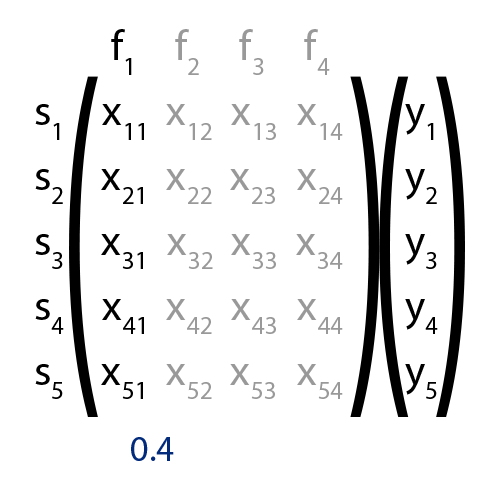 f1 f2 f3 f4
s1 x11 x12 x13 x14 y1
s2 x21 x22 x23 x24 y2
s3 x31 x32 x33 x34 y3
s4 x41 x42 x43 x44 y4
s5 x51 x52 x53 x54 y5
0.4